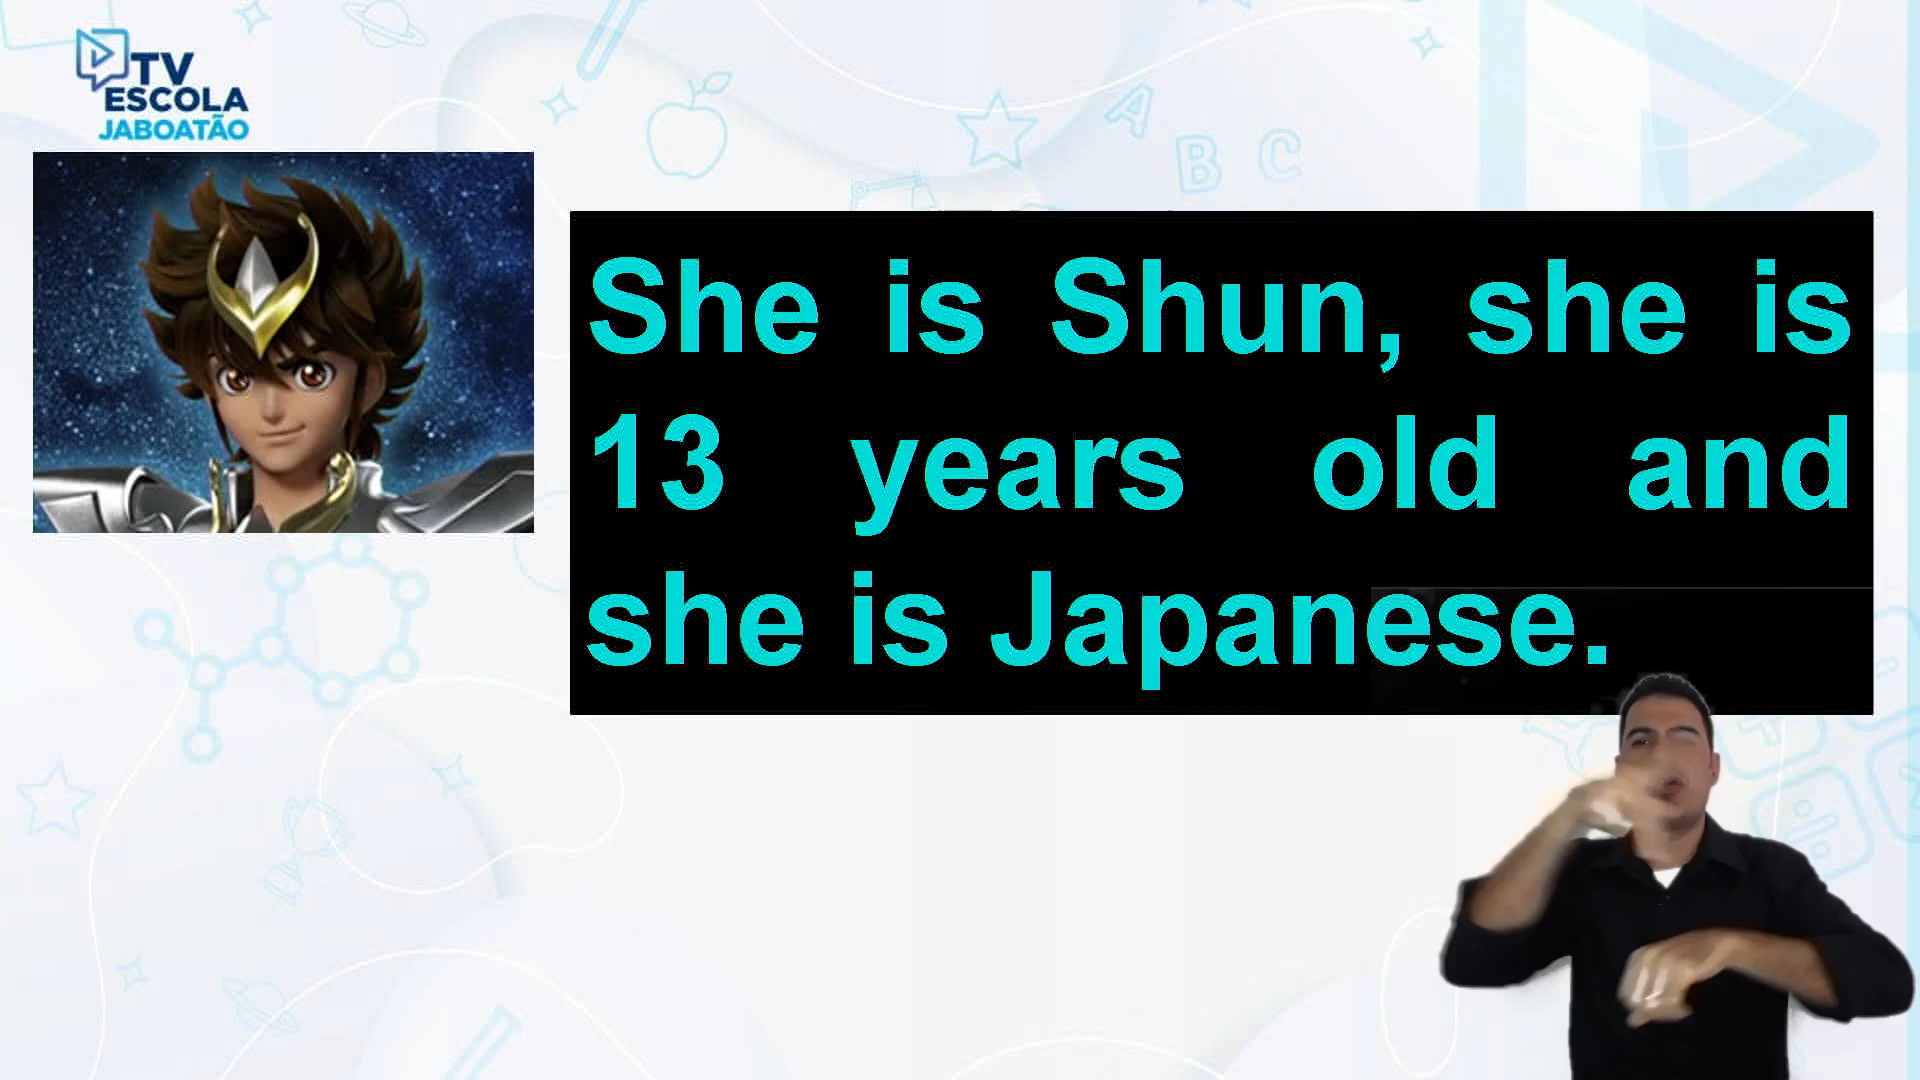 TV
ESCOLA
JABOATÃO
A
B C
She is Shun, she is
13 years old and
she is Japanese.